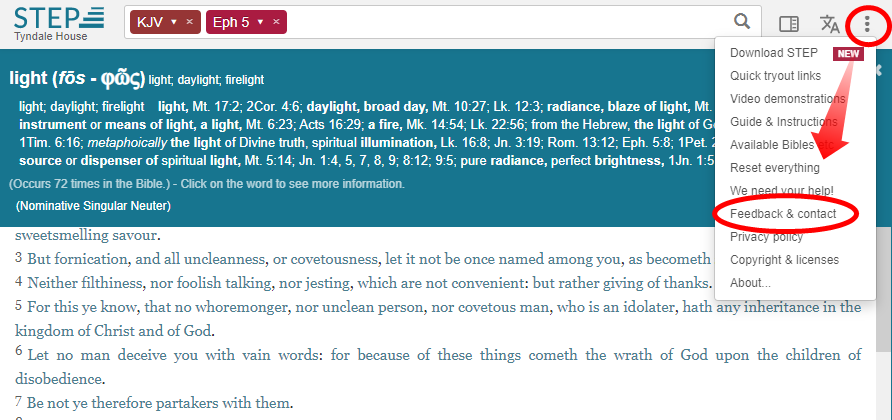 STEP
Tyndale House
KJV Eph 5
Download STEP NEW
Quick tryout links
Video demonstrations
Guide & Instructions
Available Bibles etc
Reset everything
We need your help!
Feedback & contact
Privacy policy
Copyright & licenses
About...
light (fōs - φῶς) light; daylight; firelight
light; daylight; firelight light, Mt. 17:2; 2Cor. 4:6; daylight, broad day, Mt. 10:27; Lk. 12:3; radiance, blaze of light, Mt.
instrument or means of light, a light, Mt. 6:23; Acts 16:29; a fire, Mk. 14:54; Lk. 22:56; from the Hebrew, the light of
1Tim. 6:16; metaphoically the light of Divine truth, spiritual illumination, Lk. 16:8; Jn. 3:19; Rom. 13:12; Eph. 5:8; 1Pet. 2
source or dispenser of spiritual light, Mt. 5:14; Jn. 1:4, 5, 7, 8, 9; 8:12; 9:5; pure radiance, perfect brightness, 1Jn. 1:5
(Occurs 72 times in the Bible.) - Click on the word to see more information.
(Nominative Singular Neuter)
sweetsmelling savour.
3 But fornication, and all uncleanness, or covetousness, let it not be once named among you, as becometh
4 Neither filthiness, nor foolish talking, nor jesting, which are not convenient: but rather giving of thanks.
5 For this ye know, that no whoremonger, nor unclean person, nor covetous man, who is an idolater, hath any inheritance in the
kingdom of Christ and of God.
6 Let no man deceive you with vain words: for because of these things cometh the wrath of God upon the children of
disobedience.
7 Be not ye therefore partakers with them.